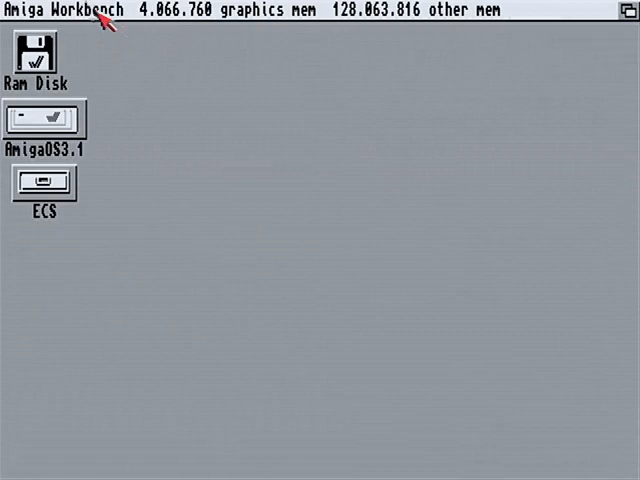 Amiga Workbench 4.066.760 graphics mem 128.063.816 other mem
Ram Disk
AmigaOS3.1
ECS